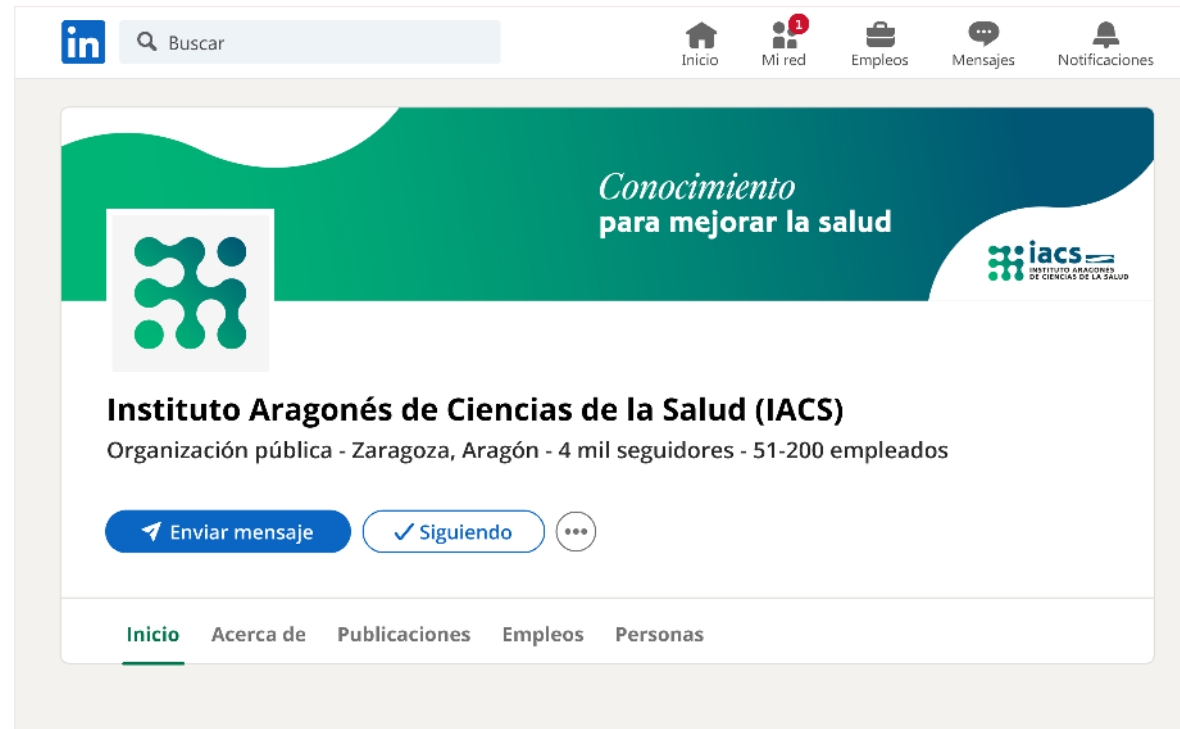 in
Buscar
1
Inicio
Mi red
Empleos
Mensajes
Notificaciones
Conocimiento
para mejorar la salud
iacs
INSTITUTO ARAGONES
DE CIENCIAS DE LA SALUD
Instituto Aragonés de Ciencias de la Salud (IACS)
Organización pública - Zaragoza, Aragón - 4 mil seguidores - 51-200 empleados
Enviar mensaje
Siguiendo
Inicio
Acerca de
Publicaciones
Empleos
Personas